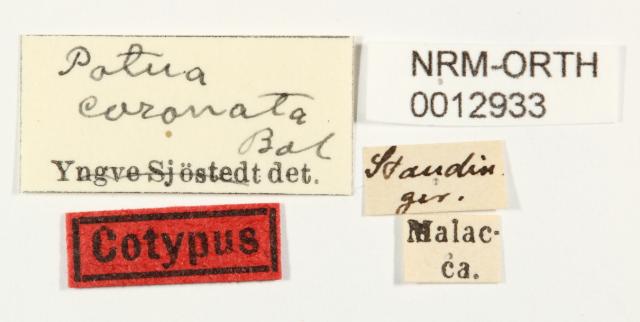 Potua
coronata
Bol
Yngve Sjöstedt det.
NRM-ORTH
0012933
Staudin
ger.
Malac-
ca.
Cotypus